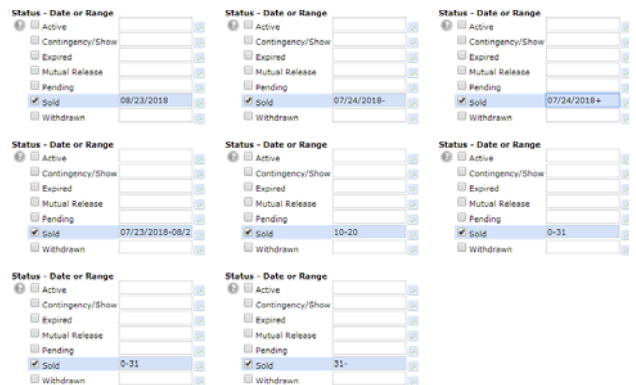 Status - Date or Range
Active
Contingency/Show
Expired
Mutual Release
Pending
Sold 08/23/2018
Withdrawn
Status - Date or Range
Active
Contingency/Show
Expired
Mutual Release
Pending
Sold 07/24/2018-
Withdrawn
Status - Date or Range
Active
Contingency/Show
Expired
Mutual Release
Pending
Sold 07/24/2018+
Withdrawn
Status - Date or Range
Active
Contingency/Show
Expired
Mutual Release
Pending
Sold 07/23/2018-08/2
Withdrawn
Status - Date or Range
Active
Contingency/Show
Expired
Mutual Release
Pending
Sold 10-20
Withdrawn
Status - Date or Range
Active
Contingency/Show
Expired
Mutual Release
Pending
Sold 0-31
Withdrawn
Status - Date or Range
Active
Contingency/Show
Expired
Mutual Release
Pending
Sold 0-31
Withdrawn
Status - Date or Range
Active
Contingency/Show
Expired
Mutual Release
Pending
Sold 31-
Withdrawn